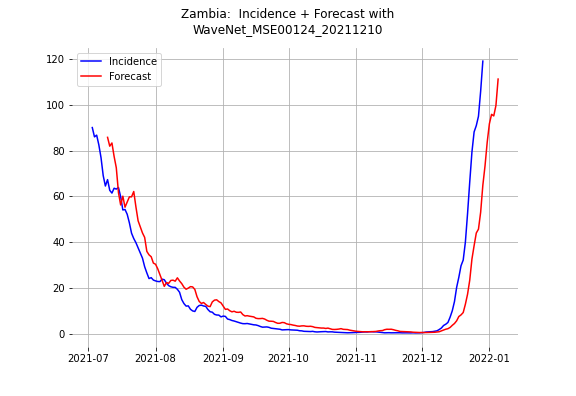 Zambia:  Incidence + Forecast with
WaveNet_MSE00124_20211210
Incidence
Forecast
120
100
80
60
40
20
0
2021-07 2021-08 2021-09 2021-10 2021-11 2021-12 2022-01